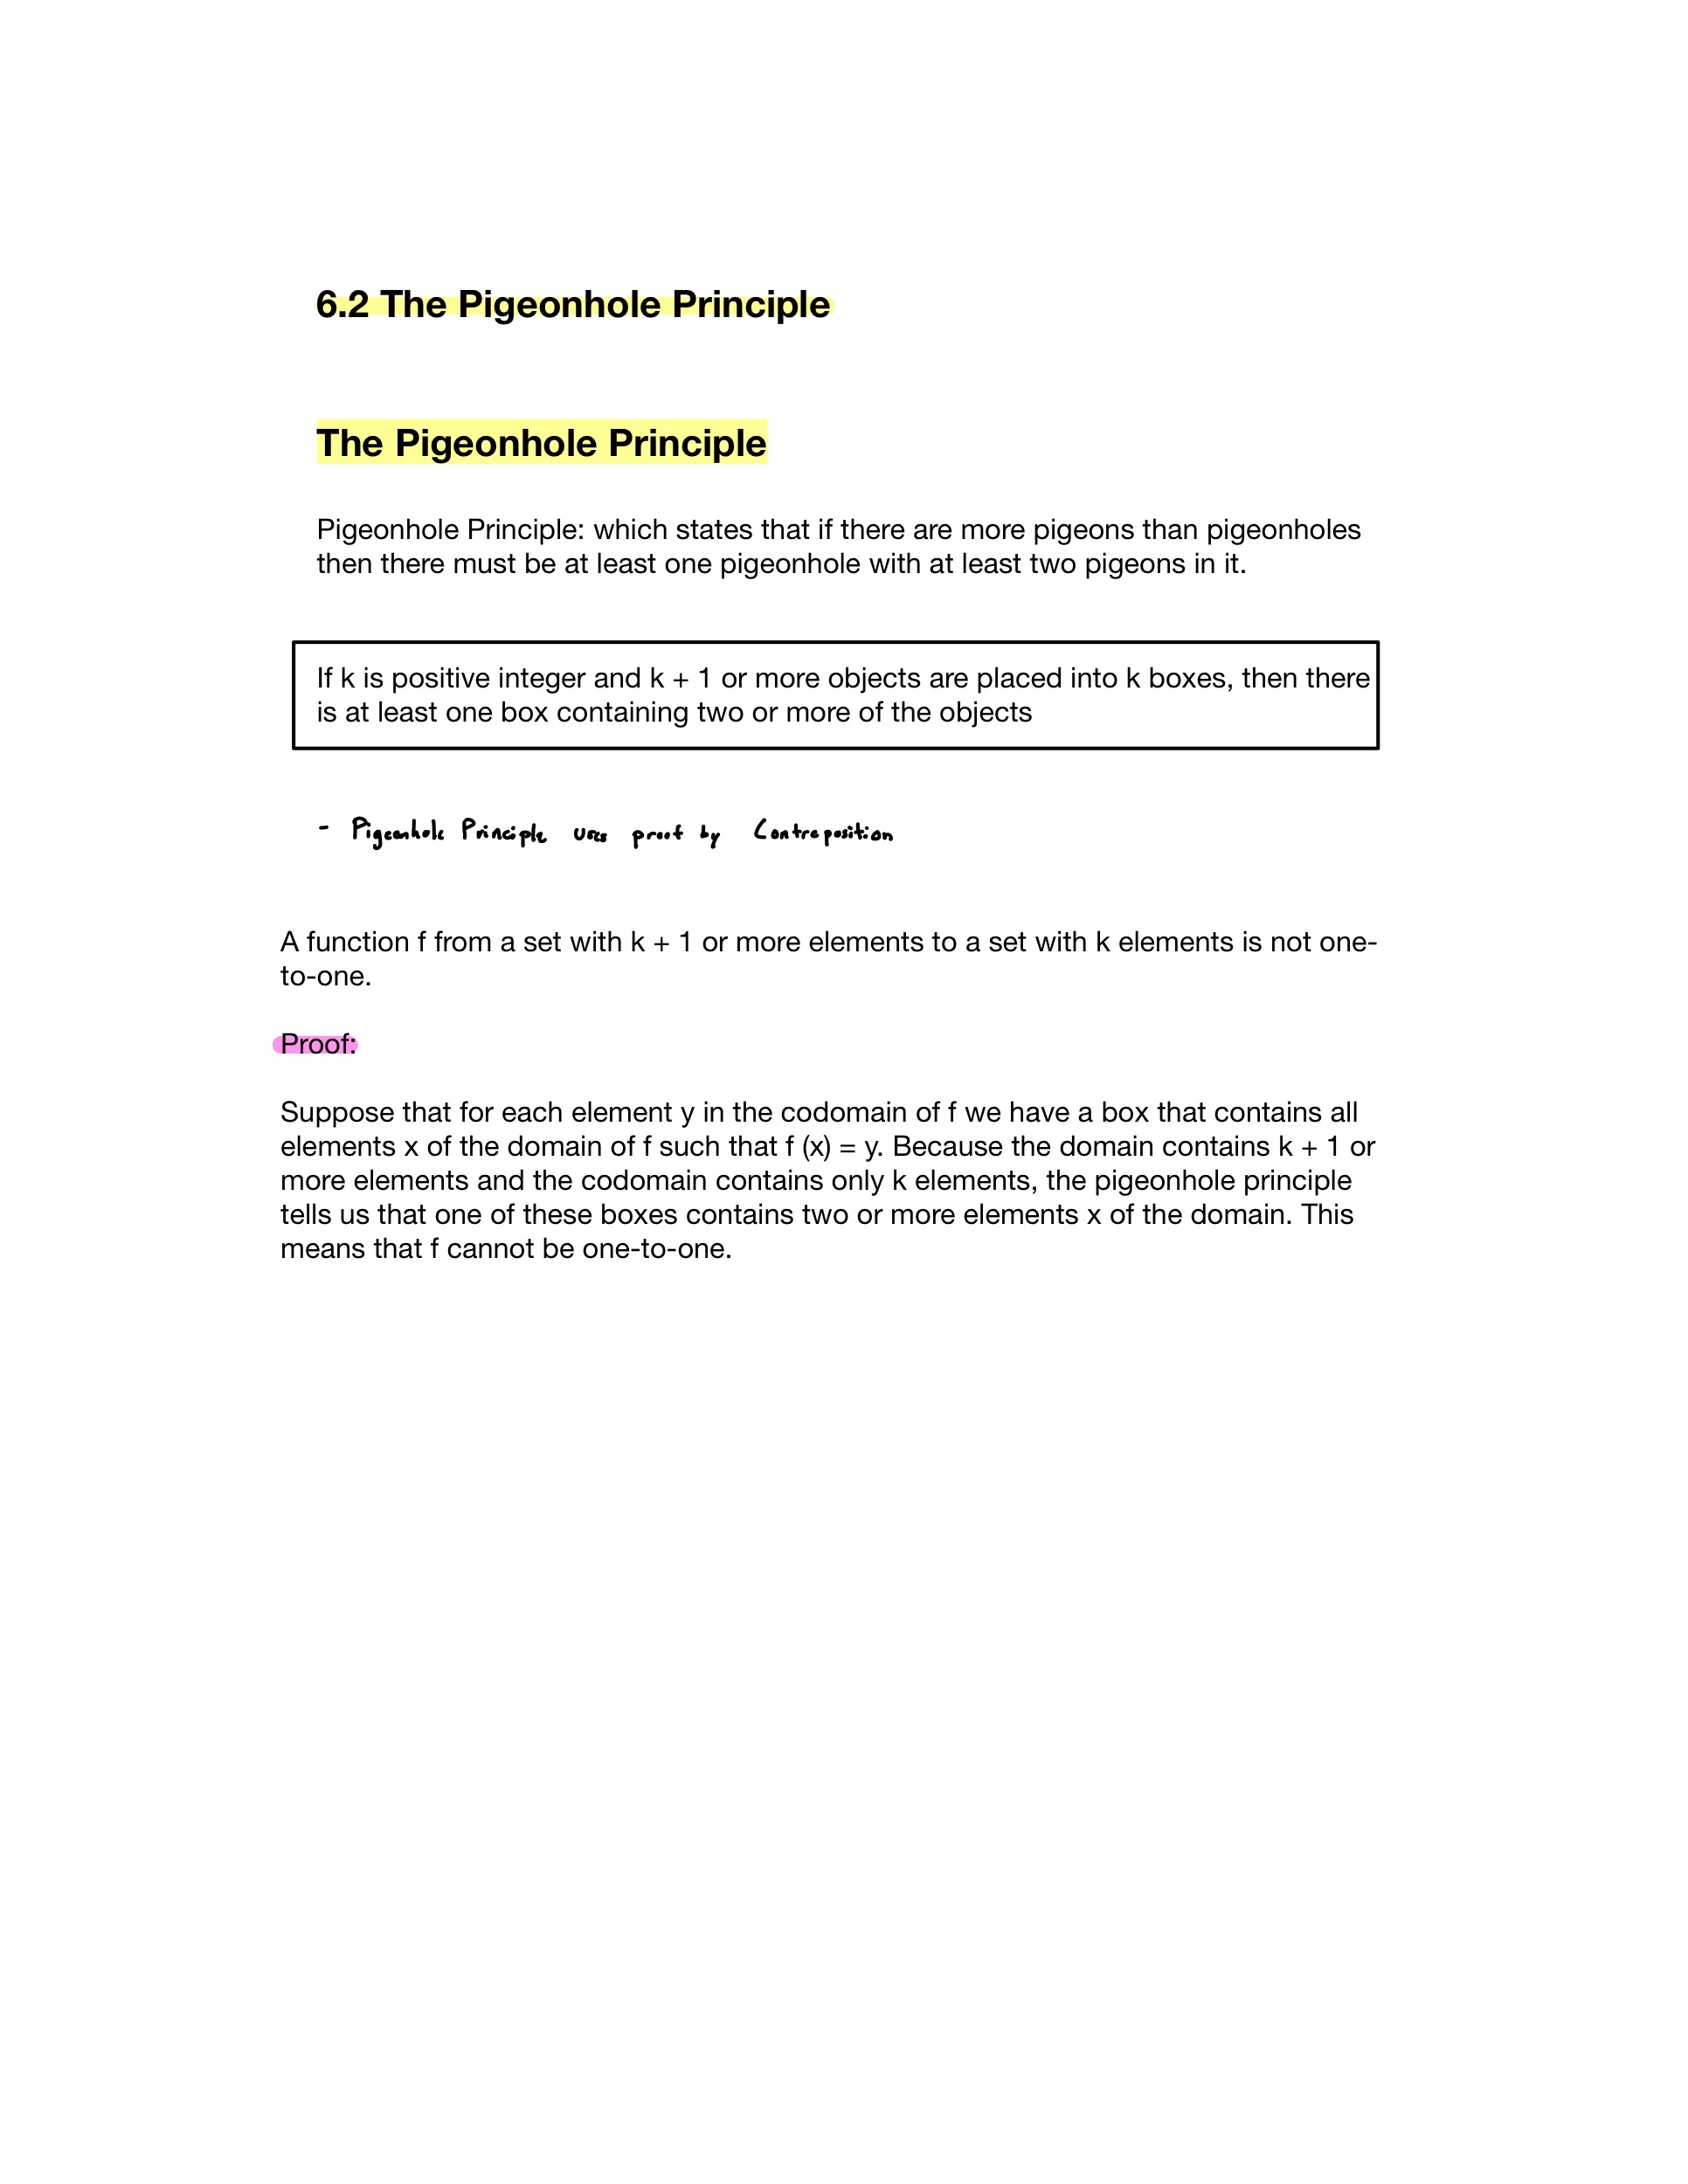 6.2 The Pigeonhole Principle
The Pigeonhole Principle
Pigeonhole Principle: which states that if there are more pigeons than pigeonholes
then there must be at least one pigeonhole with at least two pigeons in it.
If k is positive integer and k + 1 or more objects are placed into k boxes, then there
is at least one box containing two or more of the objects
- Pigeonhole Principle uses proof by Contraposition
A function f from a set with k + 1 or more elements to a set with k elements is not one-
to-one.
Proof:
Suppose that for each element y in the codomain of f we have a box that contains all
elements x of the domain of f such that f (x) = y. Because the domain contains k + 1 or
more elements and the codomain contains only k elements, the pigeonhole principle
tells us that one of these boxes contains two or more elements x of the domain. This
means that f cannot be one-to-one.